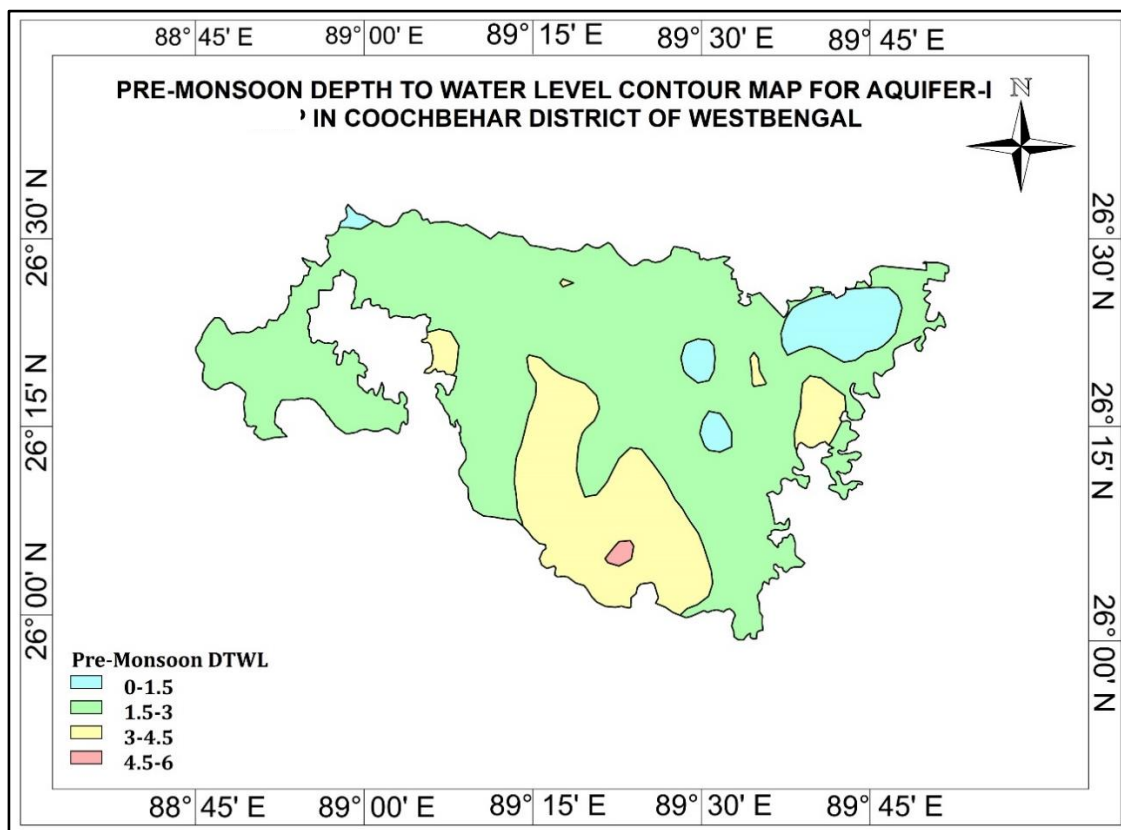 88° 45' E 89° 00' E 89° 15' E 89° 30' E 89° 45' E
PRE-MONSOON DEPTH TO WATER LEVEL CONTOUR MAP FOR AQUIFER-I
IN COOCHBEHAR DISTRICT OF WESTBENGAL
N
26° 30' N
26° 15' N
26° 00' N
26° 30' N
26° 15' N
26° 00' N
Pre-Monsoon DTWL
0-1.5
1.5-3
3-4.5
4.5-6
88° 45' E 89° 00' E 89° 15' E 89° 30' E 89° 45' E